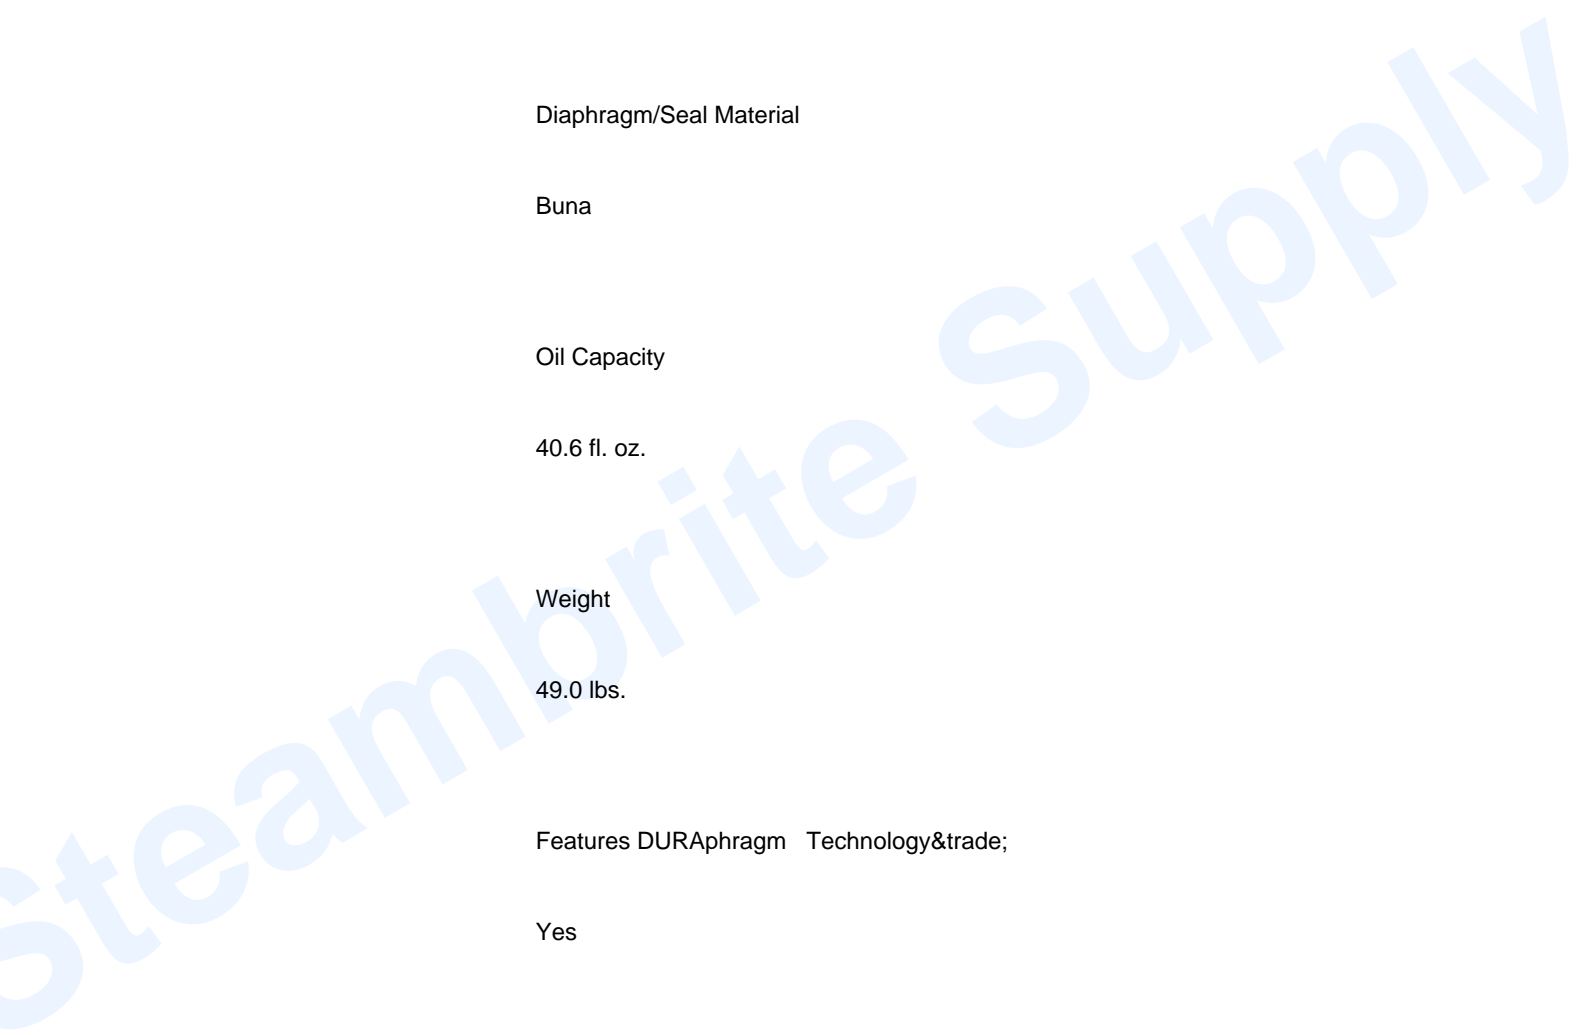 Diaphragm/Seal Material
Buna
Oil Capacity
40.6 fl. oz.
Weight
49.0 lbs.
Features DURAphragm   Technology&trade;
Yes
Steambrite Supply